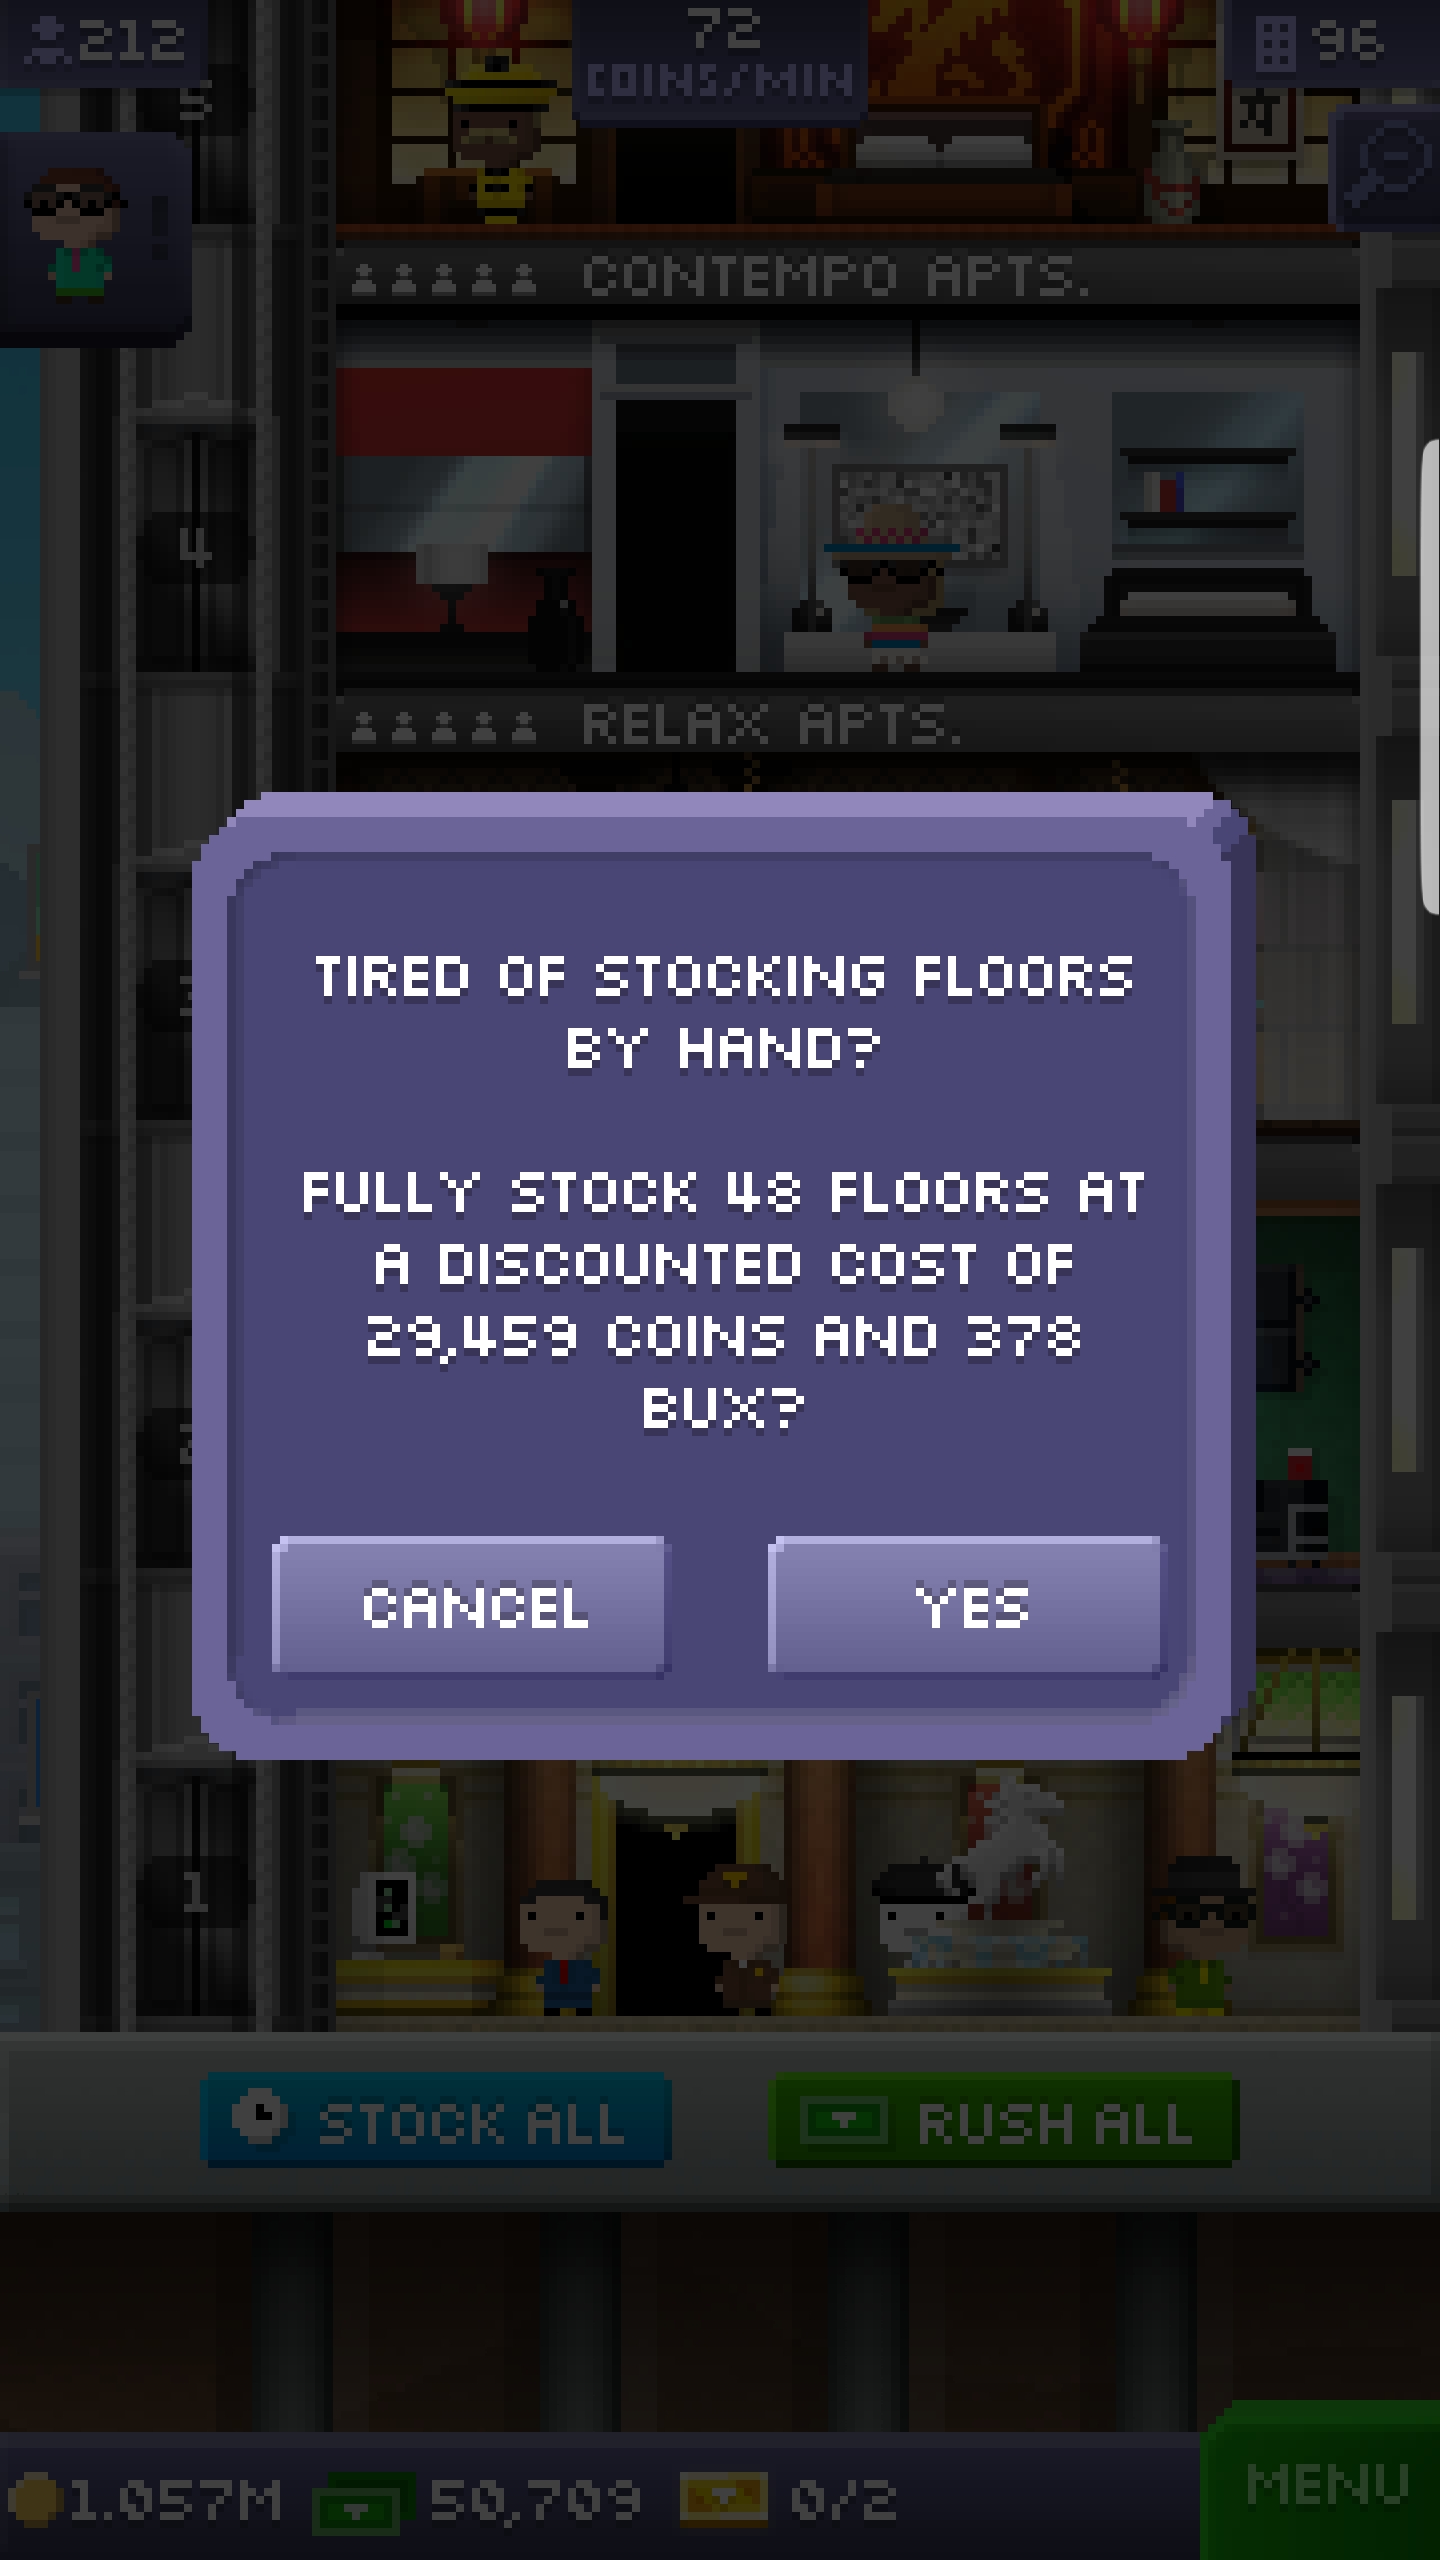 212
72
COINS/MIN
96
5
CONTEMPO APTS.
4
RELAX APTS.
TIRED OF STOCKING FLOORS
BY HAND?
FULLY STOCK 48 FLOORS AT
A DISCOUNTED COST OF
29,459 COINS AND 378
BUX?
CANCEL YES
1
STOCK ALL RUSH ALL
1.057M 50,709 0/2 MENU